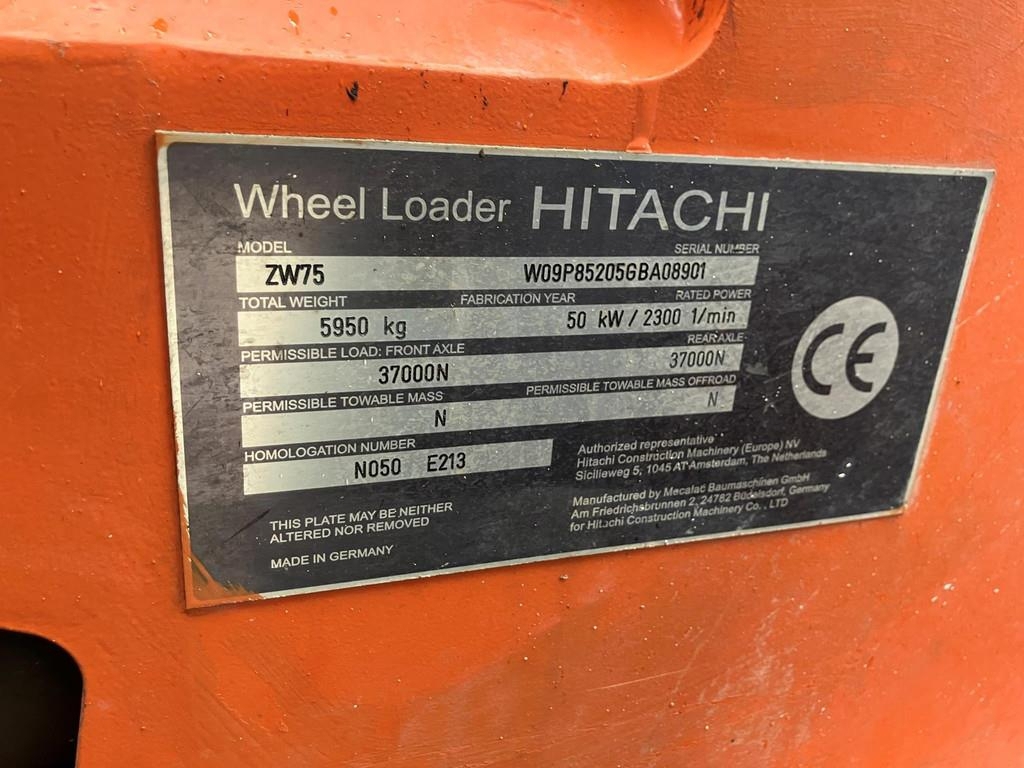 Wheel Loader HITACHI
MODEL SERIAL NUMBER
ZW75 W09P85205GBA08901
TOTAL WEIGHT FABRICATION YEAR RATED POWER
5950 kg 50 kW / 2300 1/min
PERMISSIBLE LOAD: FRONT AXLE REAR AXLE
37000N 37000N
PERMISSIBLE TOWABLE MASS PERMISSIBLE TOWABLE MASS OFFROAD
N N
HOMOLOGATION NUMBER
N050 E213
CE
Authorized representative
Hitachi Construction Machinery (Europe) NV
Sicilieweg 5, 1045 AT Amsterdam, The Netherlands
Manufactured by Mecalac Baumaschinen GmbH
Am Friedrichsbrunnen 2, 24782 Büdelsdorf, Germany
for Hitachi Construction Machinery Co., LTD
THIS PLATE MAY BE NEITHER
ALTERED NOR REMOVED
MADE IN GERMANY